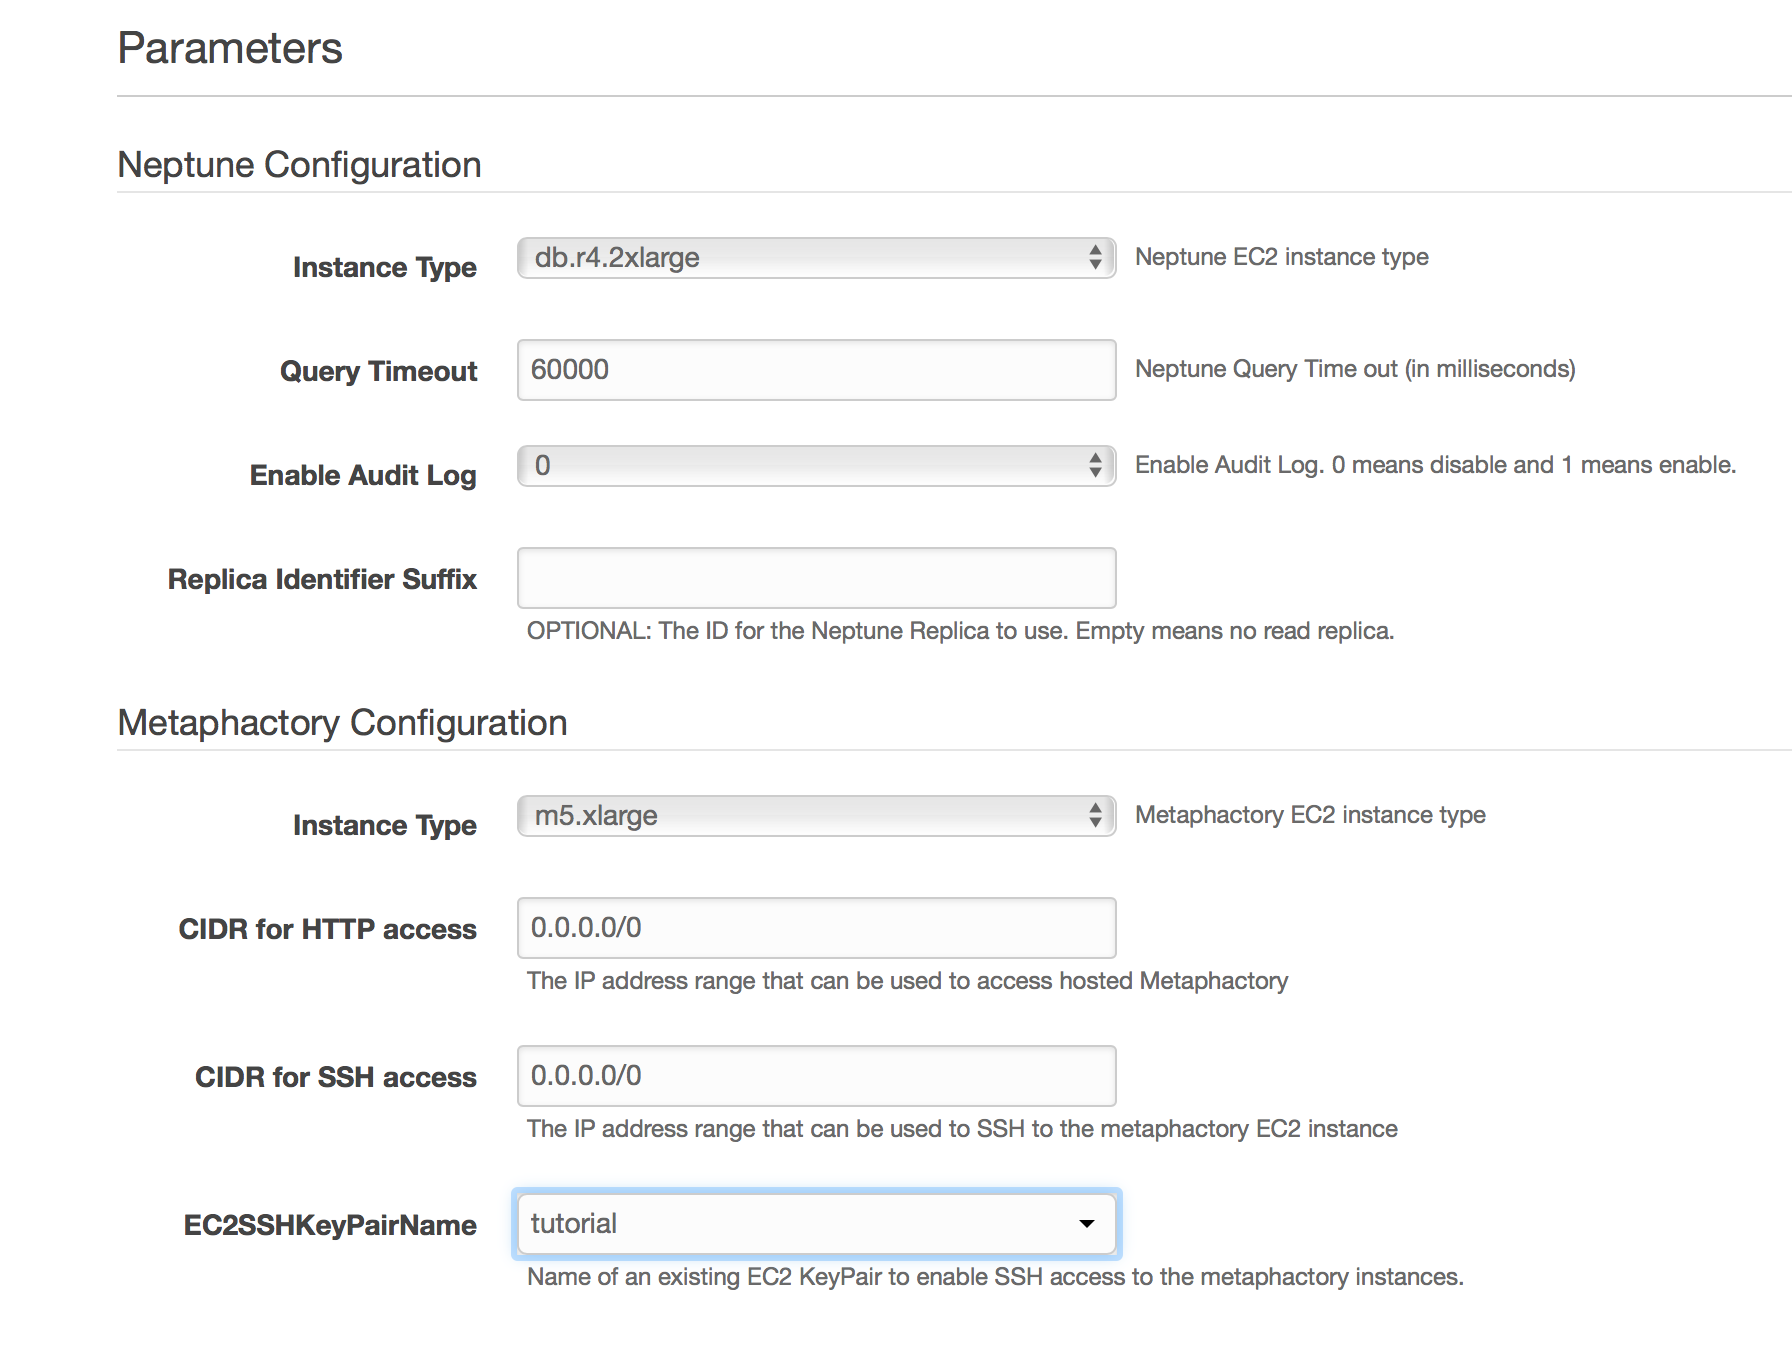 Parameters
Neptune Configuration
Instance Type db.r4.2xlarge Neptune EC2 instance type
Query Timeout 60000 Neptune Query Time out (in milliseconds)
Enable Audit Log 0 Enable Audit Log. 0 means disable and 1 means enable.
Replica Identifier Suffix
OPTIONAL: The ID for the Neptune Replica to use. Empty means no read replica.
Metaphactory Configuration
Instance Type m5.xlarge Metaphactory EC2 instance type
CIDR for HTTP access 0.0.0.0/0
The IP address range that can be used to access hosted Metaphactory
CIDR for SSH access 0.0.0.0/0
The IP address range that can be used to SSH to the metaphactory EC2 instance
EC2SSHKeyPairName tutorial
Name of an existing EC2 KeyPair to enable SSH access to the metaphactory instances.